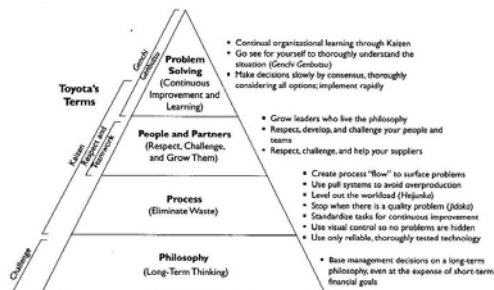 Toyota's
Terms
Genchi
Genbutsu
Kaizen
Respect and
Teamwork
Challenge
Problem
Solving
(Continuous
Improvement and
Learning)
• Continual organizational learning through Kaizen
• Go see for yourself to thoroughly understand the
situation (Genchi Genbutsu)
• Make decisions slowly by consensus, thoroughly
considering all options; implement rapidly
People and Partners
(Respect, Challenge,
and Grow Them)
• Grow leaders who live the philosophy
• Respect, develop, and challenge your people and
teams
• Respect, challenge, and help your suppliers
Process
(Eliminate Waste)
• Create process "flow" to surface problems
• Use pull systems to avoid overproduction
• Level out the workload (Heijunka)
• Stop when there is a quality problem (Jidoka)
• Standardize tasks for continuous improvement
• Use visual control so no problems are hidden
• Use only reliable, thoroughly tested technology
Philosophy
(Long-Term Thinking)
• Base management decisions on a long-term
philosophy, even at the expense of short-term
financial goals